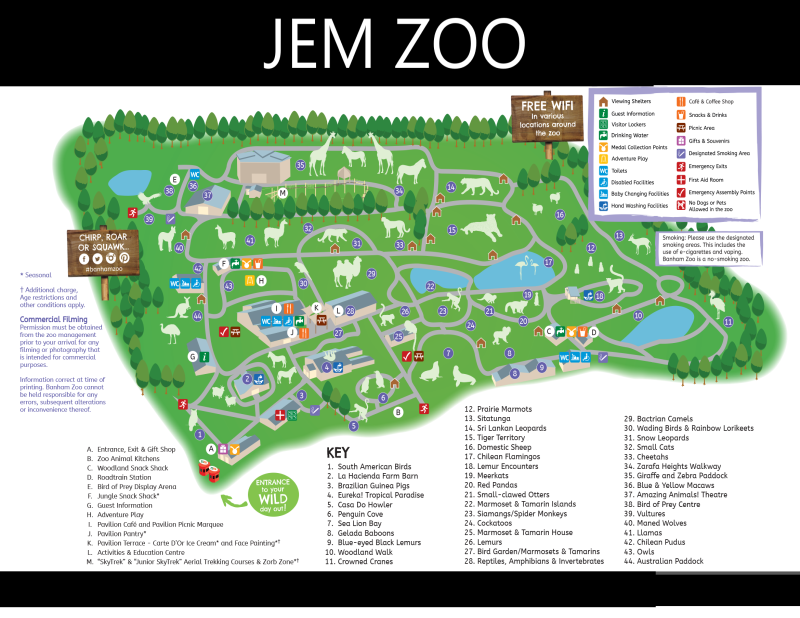 JEM ZOO
FREE WIFI
In various
locations around
the zoo
Viewing Shelters
Guest Information
Visitor Lockers
Drinking Water
Medal Collection Points
Adventure Play
Toilets
Disabled Facilities
Baby Changing Facilities
Hand Washing Facilities
Café & Coffee Shop
Snacks & Drinks
Picnic Area
Gifts & Souvenirs
Designated Smoking Area
Emergency Exits
First Aid Room
Emergency Assembly Points
No Dogs or Pets
Allowed in the zoo
Smoking: Please use the designated
smoking areas. This includes the
use of e-cigarettes and vaping.
Banham Zoo is a no-smoking zoo.
CHIRP, ROAR
OR SQUAWK...
#banhamzoo
* Seasonal
† Additional charge,
Age restrictions and
other conditions apply.
Commercial Filming
Permission must be obtained
from the zoo management
prior to your arrival for any
filming or photography that
is intended for commercial
purposes.
Information correct at time of
printing. Banham Zoo cannot
be held responsible for any
errors, subsequent alterations
or inconvenience thereof.
ENTRANCE
to your
WILD
day out!
A. Entrance, Exit & Gift Shop
B. Zoo Animal Kitchens
C. Woodland Snack Shack
D. Roadtrain Station
E. Bird of Prey Display Arena
F. Jungle Snack Shack*
G. Guest Information
H. Adventure Play
I. Pavilion Café and Pavilion Picnic Marquee
J. Pavilion Pantry*
K. Pavilion Terrace - Carte D'Or Ice Cream* and Face Painting*†
L. Activities & Education Centre
M. "SkyTrek" & "Junior SkyTrek" Aerial Trekking Courses & Zorb Zone*†
KEY
1. South American Birds
2. La Hacienda Farm Barn
3. Brazilian Guinea Pigs
4. Eureka! Tropical Paradise
5. Casa Do Howler
6. Penguin Cove
7. Sea Lion Bay
8. Gelada Baboons
9. Blue-eyed Black Lemurs
10. Woodland Walk
11. Crowned Cranes
12. Prairie Marmots
13. Sitatunga
14. Sri Lankan Leopards
15. Tiger Territory
16. Domestic Sheep
17. Chilean Flamingos
18. Lemur Encounters
19. Meerkats
20. Red Pandas
21. Small-clawed Otters
22. Marmoset & Tamarin Islands
23. Siamangs/Spider Monkeys
24. Cockatoos
25. Marmoset & Tamarin House
26. Lemurs
27. Bird Garden/Marmosets & Tamarins
28. Reptiles, Amphibians & Invertebrates
29. Bactrian Camels
30. Wading Birds & Rainbow Lorikeets
31. Snow Leopards
32. Small Cats
33. Cheetahs
34. Zarafa Heights Walkway
35. Giraffe and Zebra Paddock
36. Blue & Yellow Macaws
37. Amazing Animals! Theatre
38. Bird of Prey Centre
39. Vultures
40. Maned Wolves
41. Llamas
42. Chilean Pudus
43. Owls
44. Australian Paddock